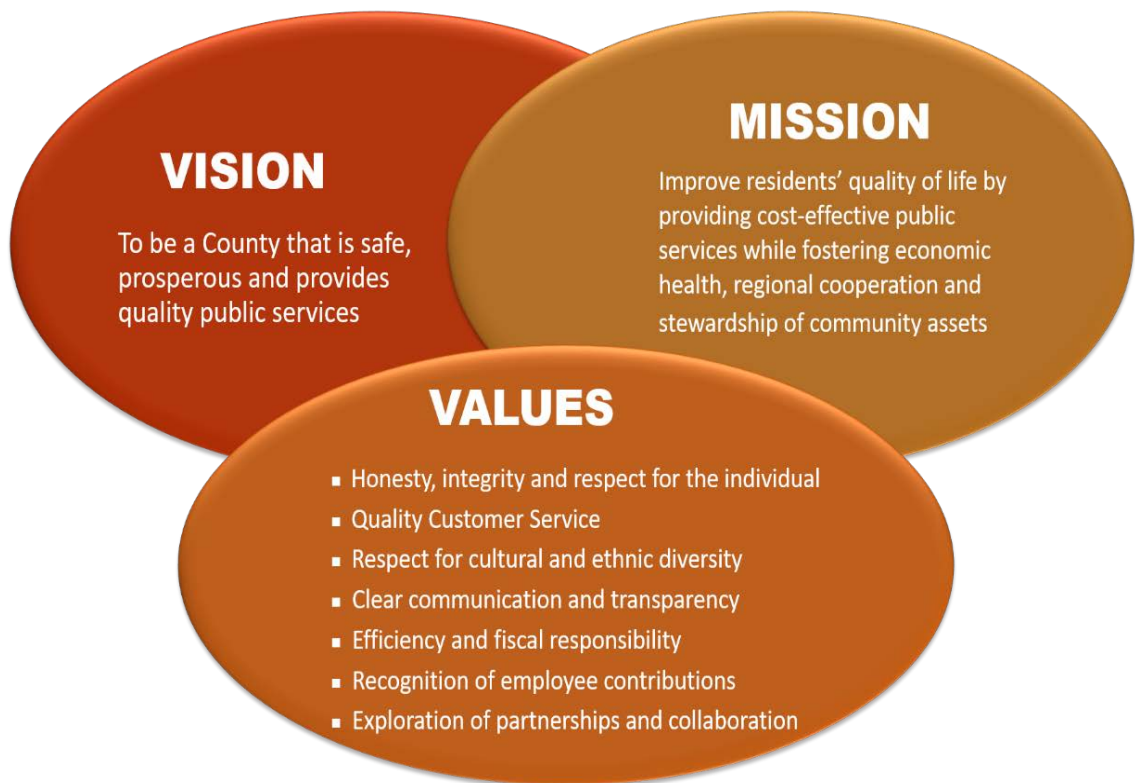 VISION
To be a County that is safe,
prosperous and provides
quality public services
MISSION
Improve residents’ quality of life by
providing cost-effective public
services while fostering economic
health, regional cooperation and
stewardship of community assets
VALUES
▪ Honesty, integrity and respect for the individual
▪ Quality Customer Service
▪ Respect for cultural and ethnic diversity
▪ Clear communication and transparency
▪ Efficiency and fiscal responsibility
▪ Recognition of employee contributions
▪ Exploration of partnerships and collaboration